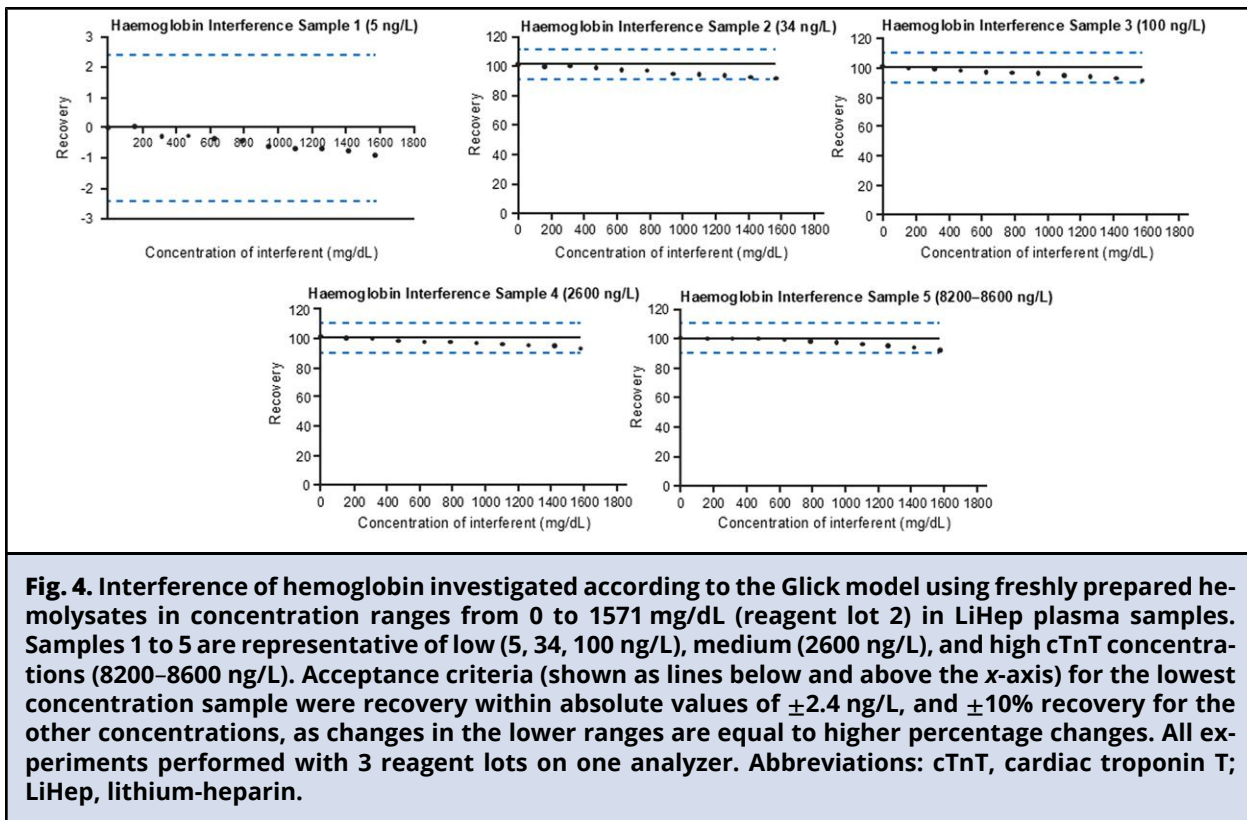 Haemoglobin Interference Sample 1 (5 ng/L)
3
2
1
0
-1
-2
-3
Recovery
200 400 600 800 1000 1200 1400 1600 1800
Concentration of interferent (mg/dL)
Haemoglobin Interference Sample 2 (34 ng/L)
120
100
80
60
40
20
0
Recovery
0 200 400 600 800 1000 1200 1400 1600 1800
Concentration of interferent (mg/dL)
Haemoglobin Interference Sample 3 (100 ng/L)
120
100
80
60
40
20
0
Recovery
0 200 400 600 800 1000 1200 1400 1600 1800
Concentration of interferent (mg/dL)
Haemoglobin Interference Sample 4 (2600 ng/L)
120
100
80
60
40
20
0
Recovery
0 200 400 600 800 1000 1200 1400 1600 1800
Concentration of interferent (mg/dL)
Haemoglobin Interference Sample 5 (8200–8600 ng/L)
120
100
80
60
40
20
0
Recovery
0 200 400 600 800 1000 1200 1400 1600 1800
Concentration of interferent (mg/dL)
Fig. 4. Interference of hemoglobin investigated according to the Glick model using freshly prepared he-
molysates in concentration ranges from 0 to 1571 mg/dL (reagent lot 2) in LiHep plasma samples.
Samples 1 to 5 are representative of low (5, 34, 100 ng/L), medium (2600 ng/L), and high cTnT concentra-
tions (8200–8600 ng/L). Acceptance criteria (shown as lines below and above the x-axis) for the lowest
concentration sample were recovery within absolute values of ±2.4 ng/L, and ±10% recovery for the
other concentrations, as changes in the lower ranges are equal to higher percentage changes. All ex-
periments performed with 3 reagent lots on one analyzer. Abbreviations: cTnT, cardiac troponin T;
LiHep, lithium-heparin.